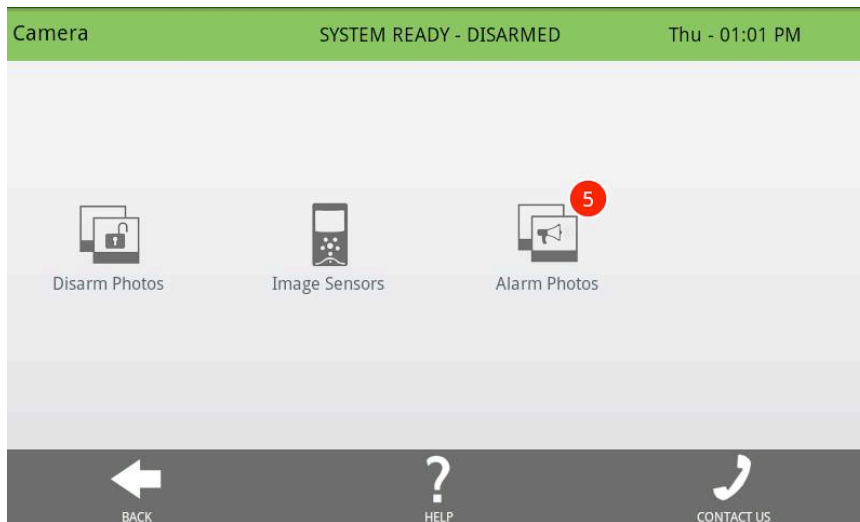 Camera
SYSTEM READY - DISARMED
Thu - 01:01 PM
5
Disarm Photos
Image Sensors
Alarm Photos
?
BACK
HELP
CONTACT US